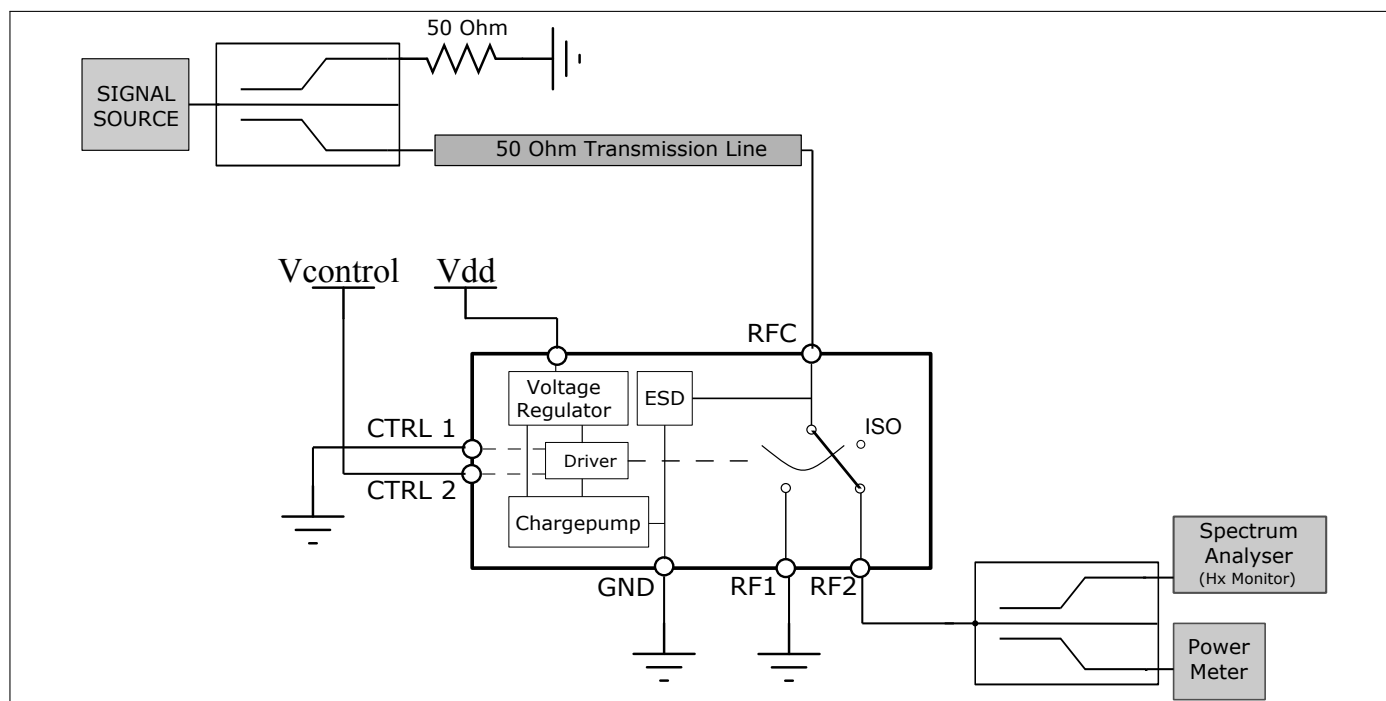 50 Ohm
SIGNAL
SOURCE
50 Ohm Transmission Line
Vcontrol
Vdd
RFC
Voltage
Regulator
ESD
ISO
CTRL 1
Driver
CTRL 2
Chargepump
GND
RF1
RF2
Spectrum
Analyser
(Hx Monitor)
Power
Meter